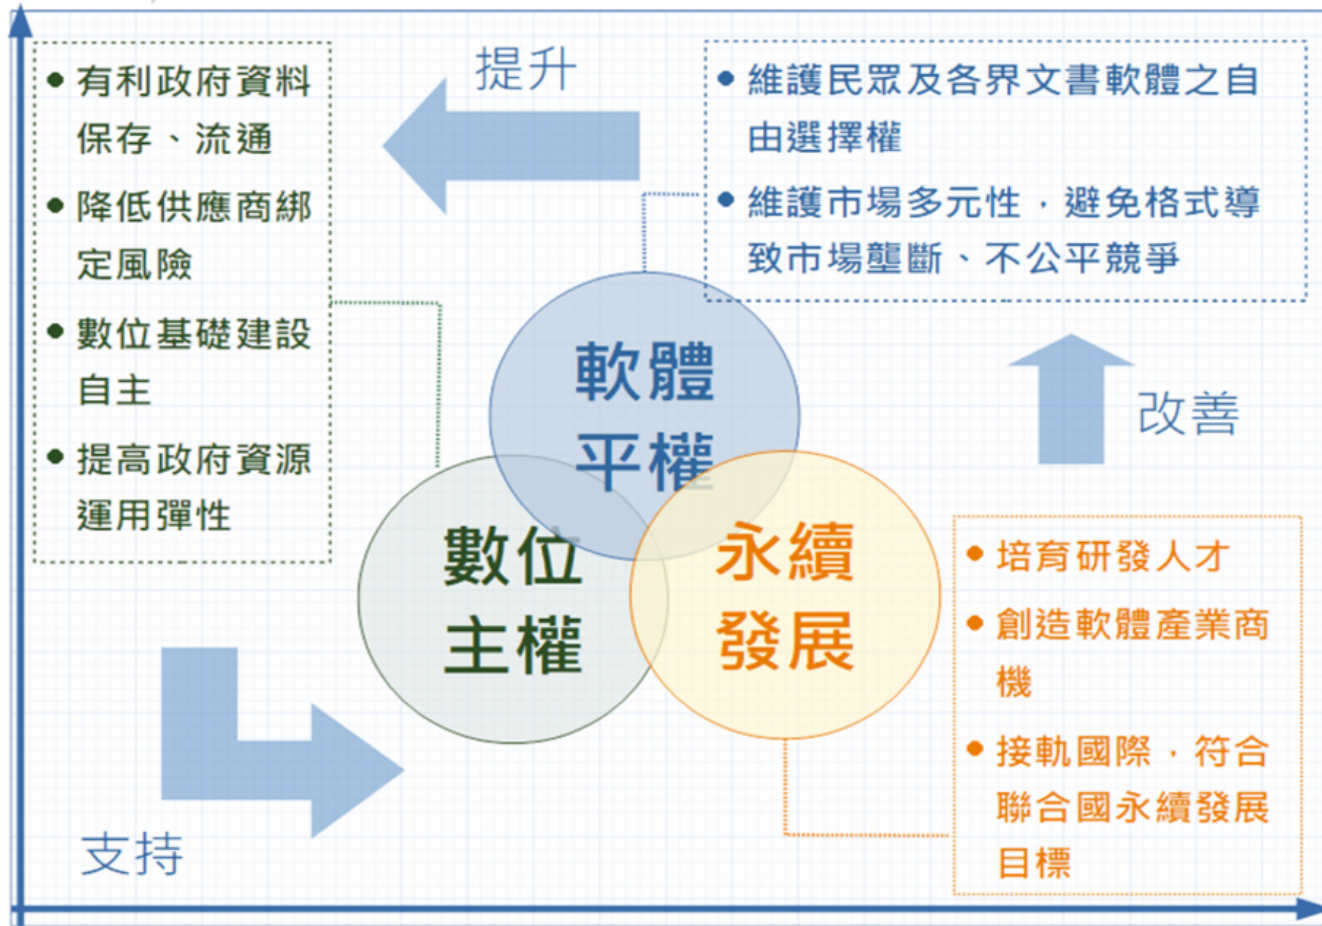 提升
有利政府資料
保存、流通
降低供應商綁
定風險
數位基礎建設
自主
提高政府資源
運用彈性
維護民眾及各界文書軟體之自
由選擇權
維護市場多元性，避免格式導
致市場壟斷、不公平競爭
軟體
平權
改善
數位
主權
永續
發展
培育研發人才
創造軟體產業商
機
接軌國際，符合
聯合國永續發展
目標
支持